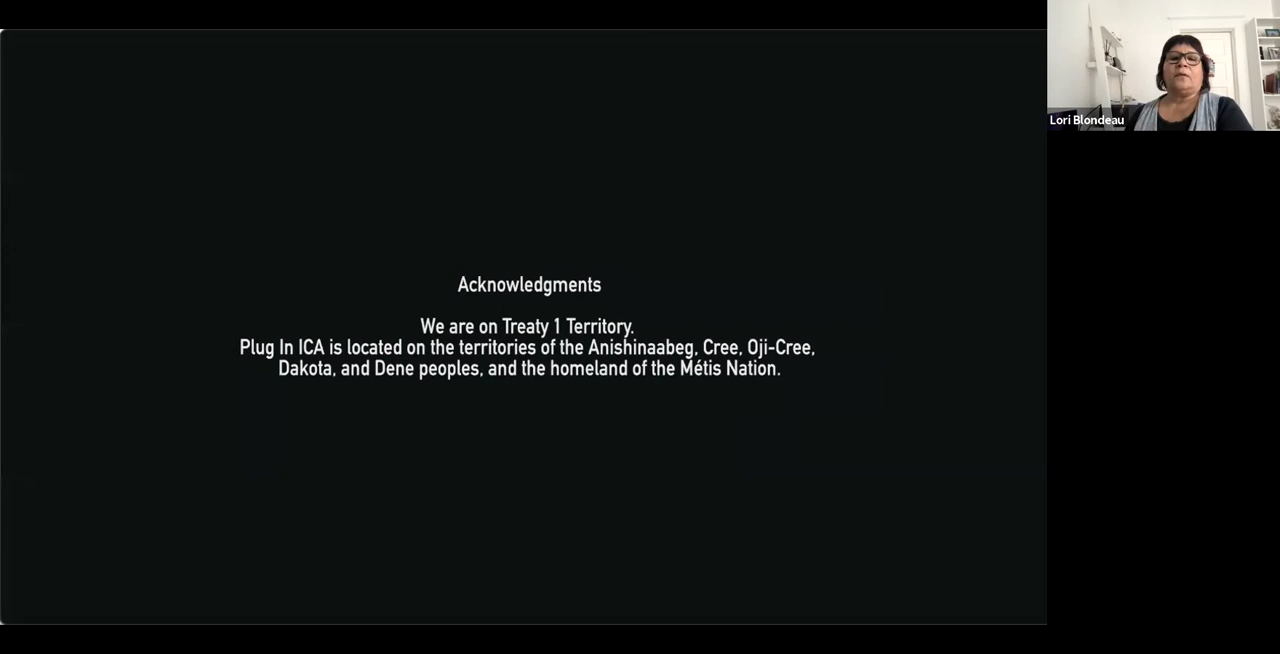 Acknowledgments
We are on Treaty 1 Territory.
Plug In ICA is located on the territories of the Anishinaabeg, Cree, Oji-Cree,
Dakota, and Dene peoples, and the homeland of the Métis Nation.
Lori Blondeau